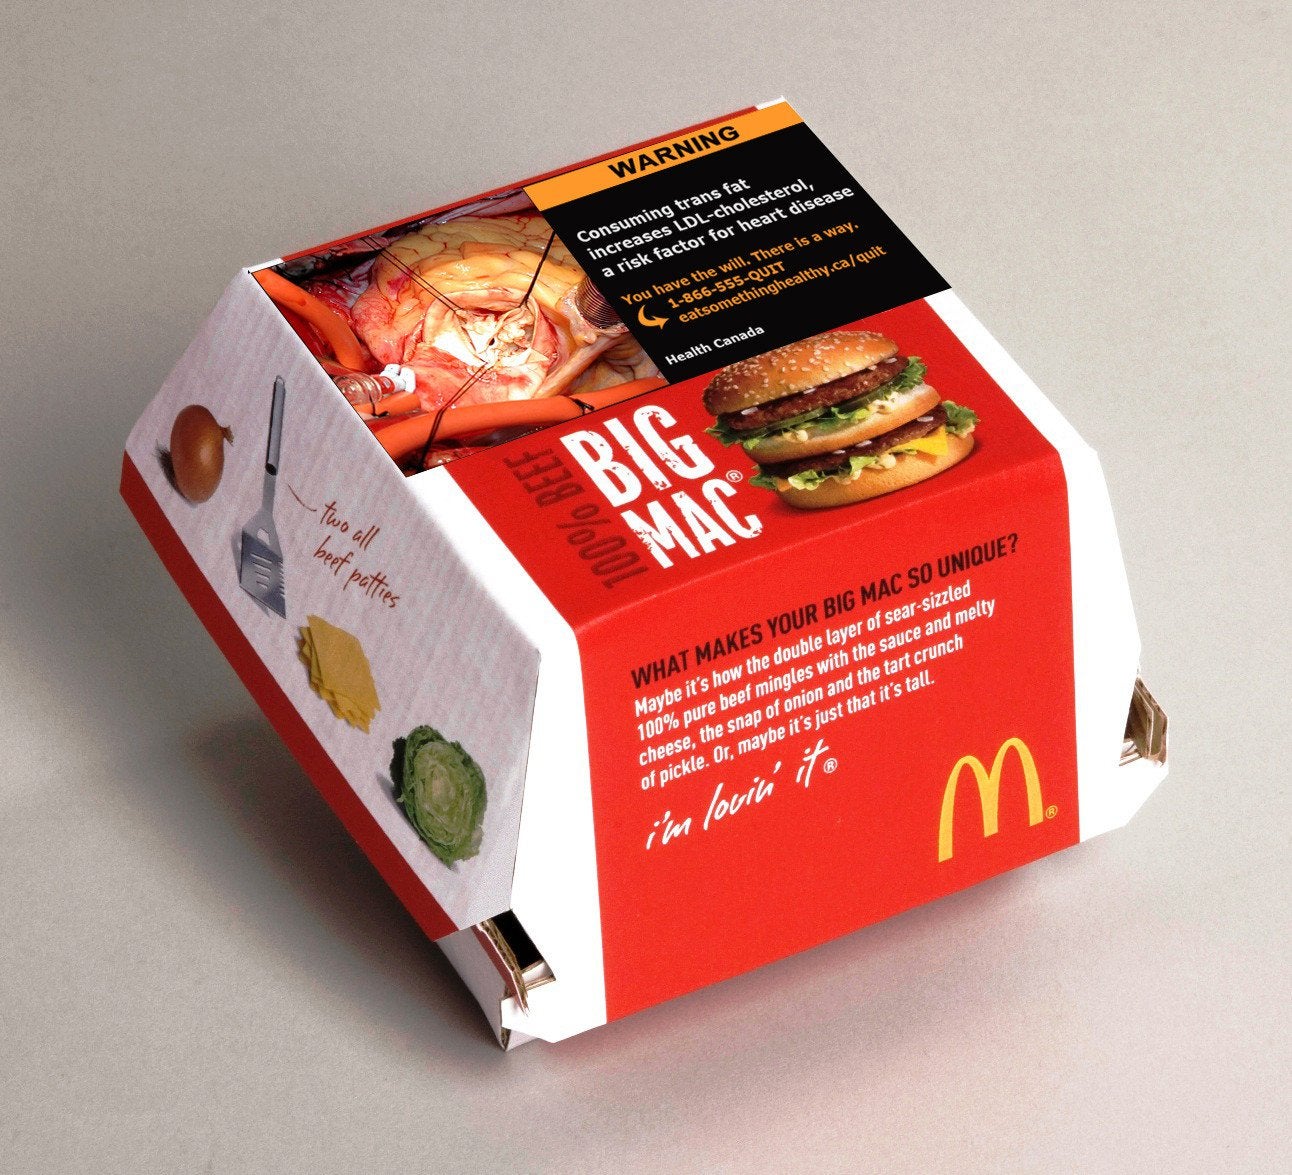 WARNING
Consuming trans fat
increases LDL-cholesterol,
a risk factor for heart disease
You have the will. There is a way.
1-866-555-QUIT
eatsomethinghealthy.ca/quit
Health Canada
100% BEEF
BIG
MAC®
two all
beef patties
WHAT MAKES YOUR BIG MAC SO UNIQUE?
Maybe it's how the double layer of sear-sizzled
100% pure beef mingles with the sauce and melty
cheese, the snap of onion and the tart crunch
of pickle. Or, maybe it's just that it's tall.
i'm lovin' it®
M®